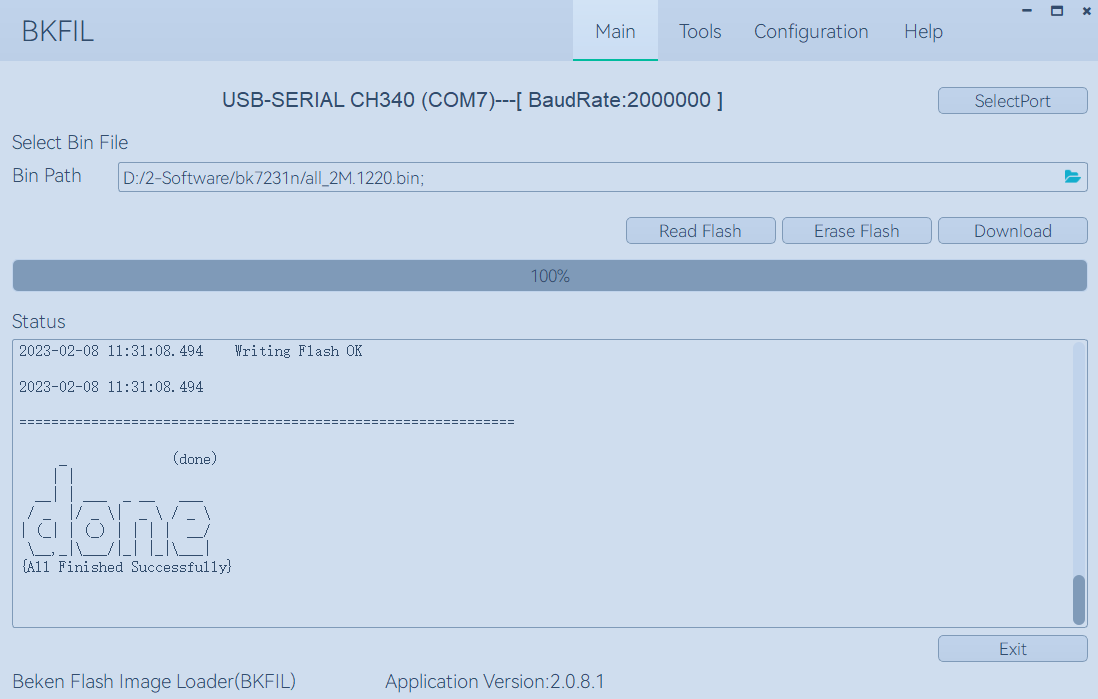 BKFIL Main Tools Configuration Help
USB-SERIAL CH340 (COM7)---[ BaudRate:2000000 ] SelectPort
Select Bin File
Bin Path D:/2-Software/bk7231n/all_2M.1220.bin;
Read Flash Erase Flash Download
100%
Status
2023-02-08 11:31:08.494 Writing Flash OK
2023-02-08 11:31:08.494
==============================================================
(done)
done
{All Finished Successfully}
Exit
Beken Flash Image Loader(BKFIL) Application Version:2.0.8.1